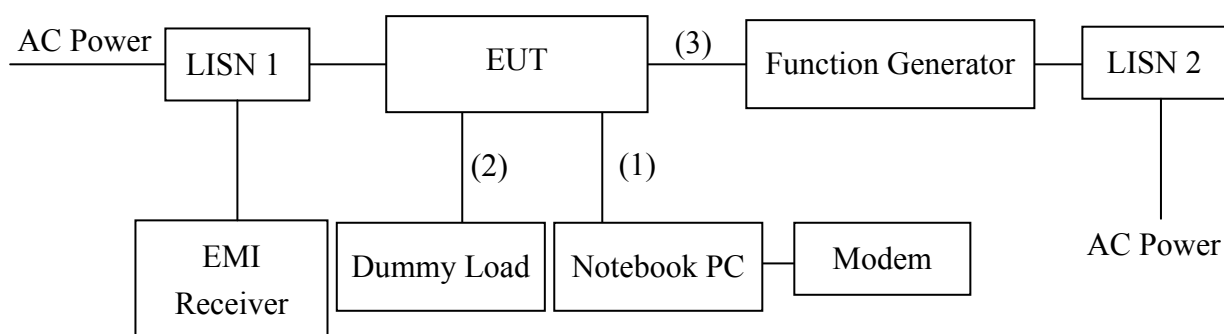 AC Power
LISN 1
EUT
(3)
Function Generator
LISN 2
(2)
(1)
AC Power
EMI
Receiver
Dummy Load
Notebook PC
Modem